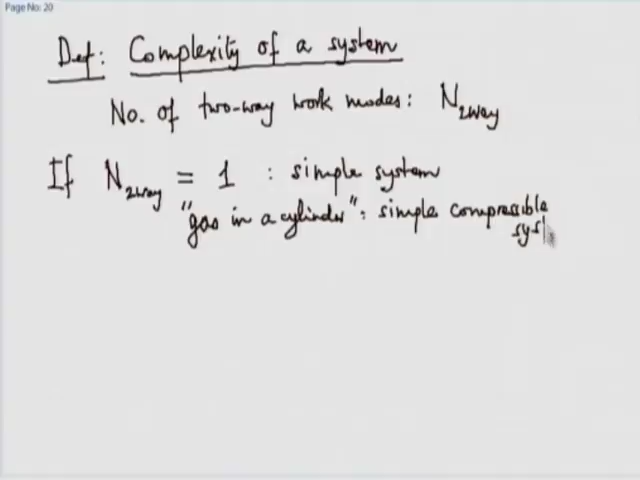 Page No: 20
Def: Complexity of a system
No. of two-way work modes: N2way
If N2way = 1 : simple system
"gas in a cylinder": simple compressible
sys